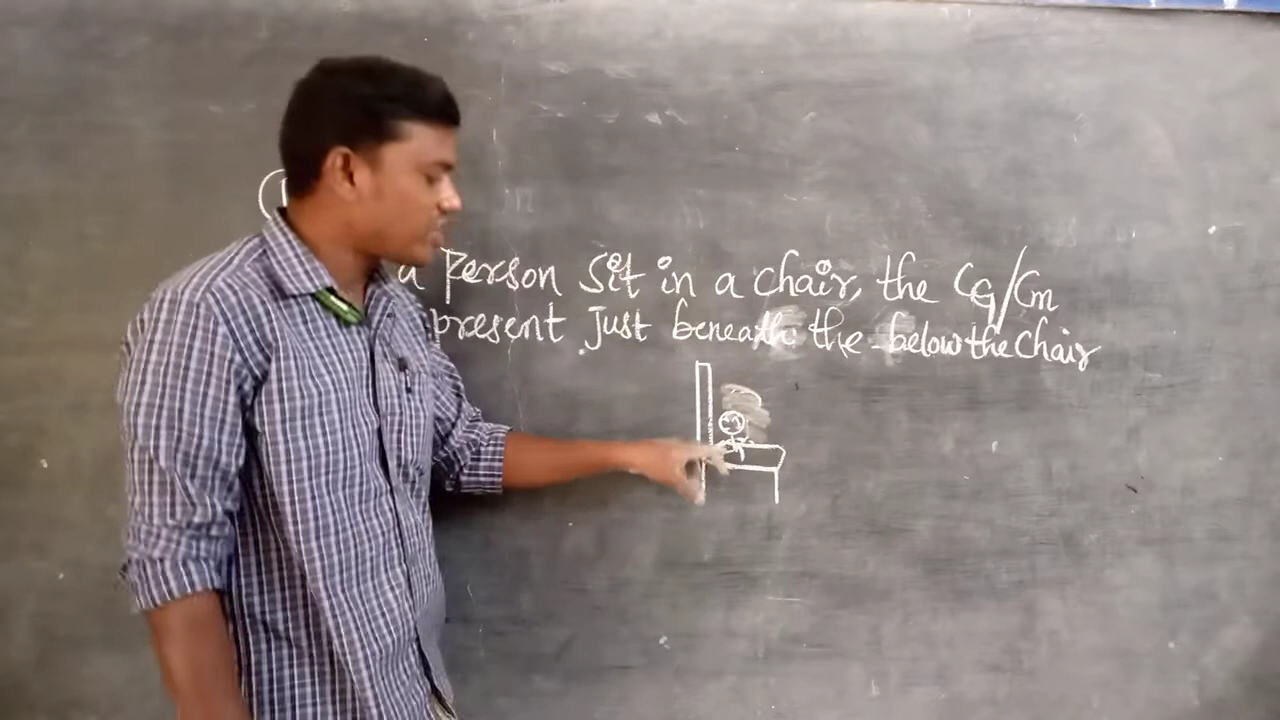 a person sit in a chair, the CG/Cm
present just beneath the below the chair